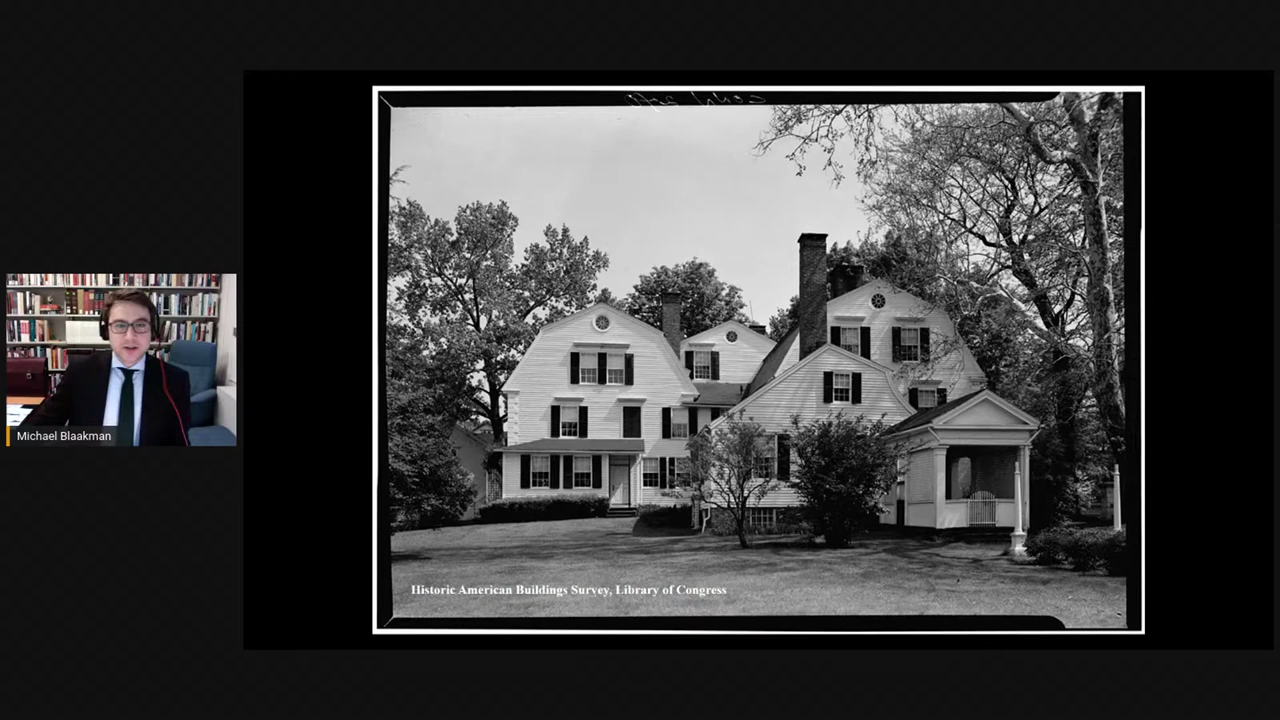 Michael Blaakman
Historic American Buildings Survey, Library of Congress